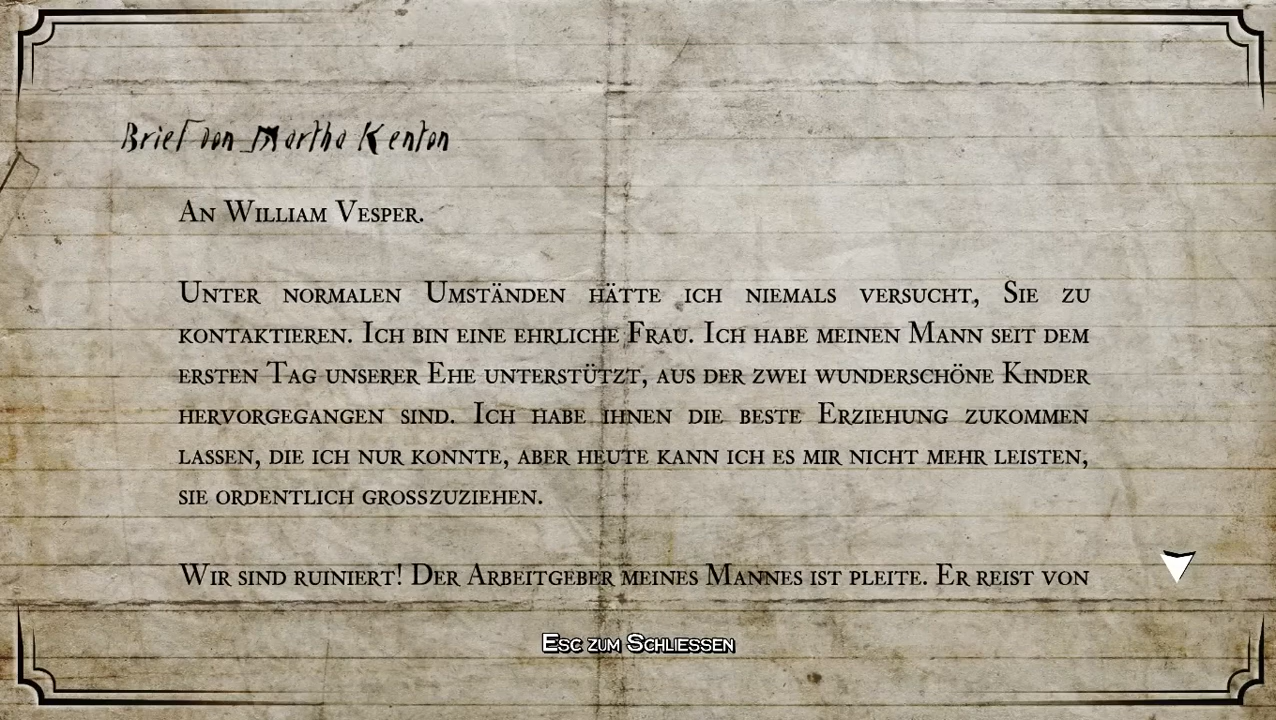 Brief von Martha Kenton
An William Vesper.
Unter normalen Umständen hätte ich niemals versucht, Sie zu
kontaktieren. Ich bin eine ehrliche Frau. Ich habe meinen Mann seit dem
ersten Tag unserer Ehe unterstützt, aus der zwei wunderschöne Kinder
hervorgegangen sind. Ich habe ihnen die beste Erziehung zukommen
lassen, die ich nur konnte, aber heute kann ich es mir nicht mehr leisten,
sie ordentlich grosszuziehen.
Wir sind ruiniert! Der Arbeitgeber meines Mannes ist pleite. Er reist von
Esc zum Schliessen